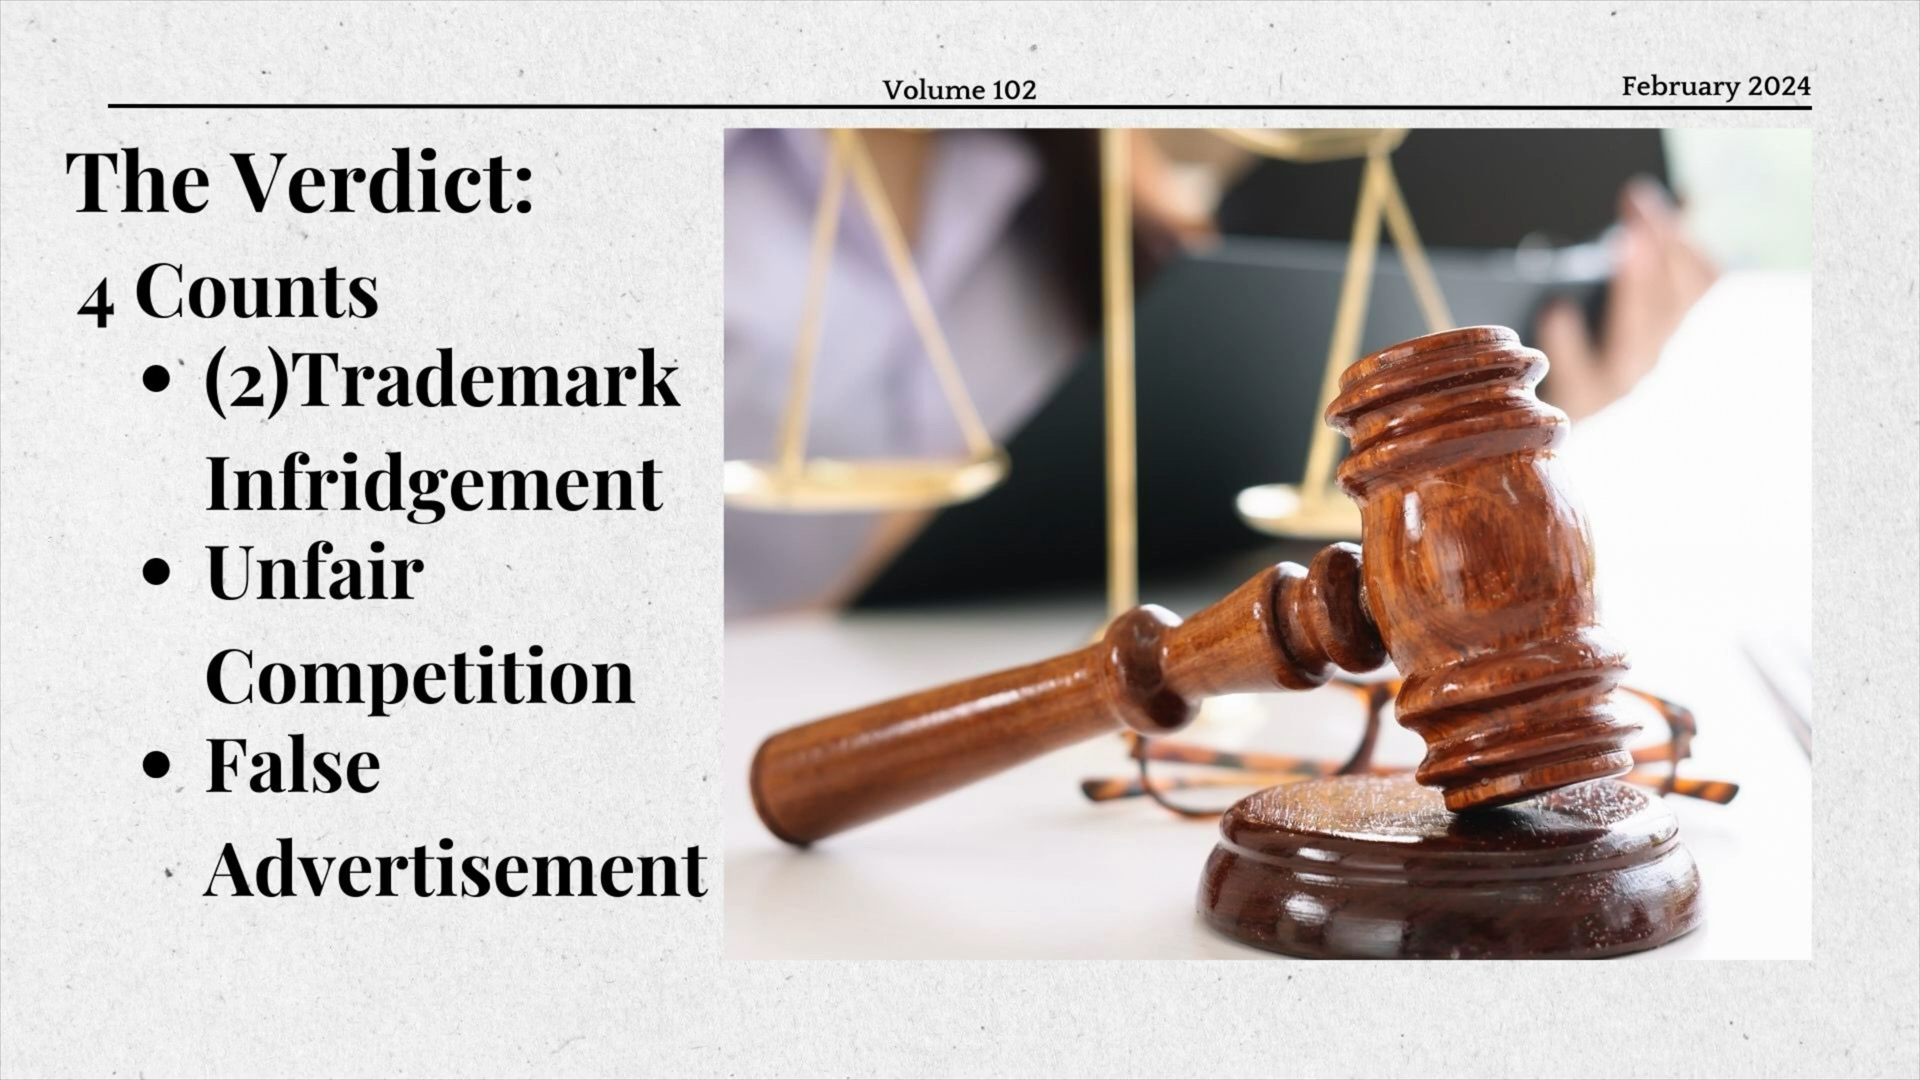 Volume 102
February 2024
The Verdict:
4 Counts
• (2)Trademark
Infridgement
• Unfair
Competition
• False
Advertisement